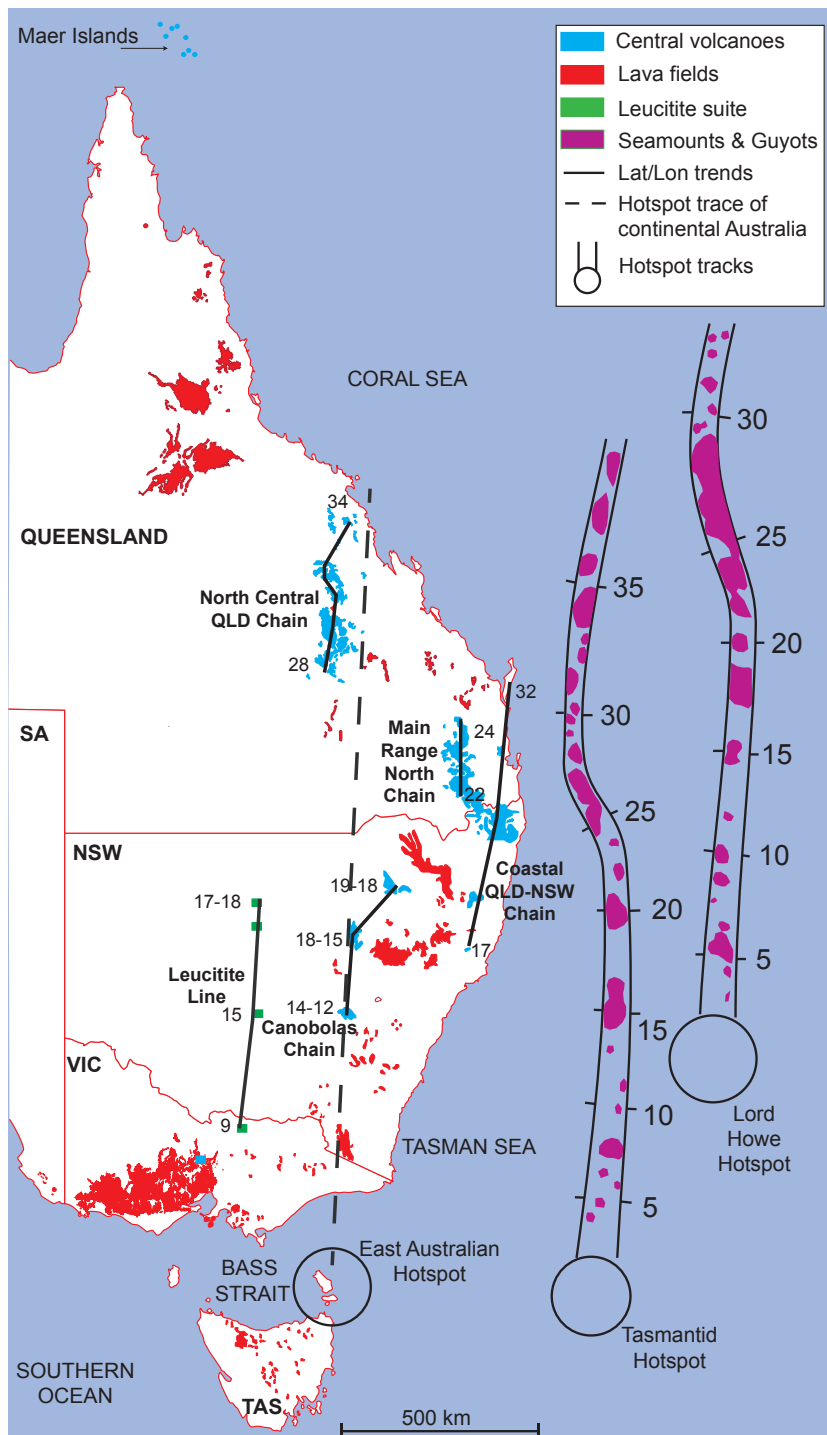 Maer Islands
Central volcanoes
Lava fields
Leucitite suite
Seamounts & Guyots
Lat/Lon trends
Hotspot trace of
continental Australia
Hotspot tracks
CORAL SEA
30
34
QUEENSLAND
25
35
North Central
QLD Chain
20
28
32
30
Main
Range
North
Chain
24
SA
15
22
25
NSW
10
19-18
Coastal
QLD-NSW
Chain
17-18
20
18-15
17
5
Leucitite
Line
14-12
15
15
Canobolas
Chain
VIC
9
10
Lord
Howe
Hotspot
TASMAN SEA
5
East Australian
Hotspot
BASS
STRAIT
Tasmantid
Hotspot
SOUTHERN
OCEAN
TAS
500 km